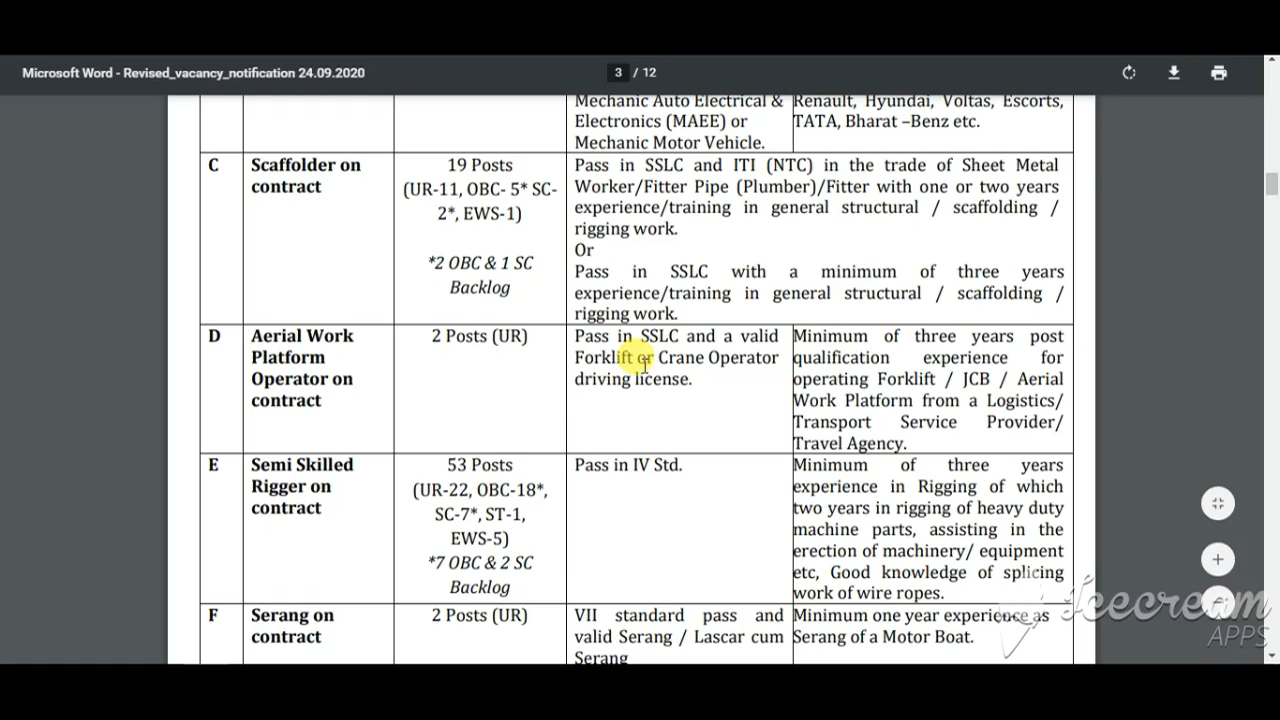 Microsoft Word - Revised_vacancy_notification 24.09.2020
3 / 12
Mechanic Auto Electrical &
Electronics (MAEE) or
Mechanic Motor Vehicle.
Renault, Hyundai, Voltas, Escorts,
TATA, Bharat –Benz etc.
C
Scaffolder on
contract
19 Posts
(UR-11, OBC- 5* SC-
2*, EWS-1)
*2 OBC & 1 SC
Backlog
Pass in SSLC and ITI (NTC) in the trade of Sheet Metal
Worker/Fitter Pipe (Plumber)/Fitter with one or two years
experience/training in general structural / scaffolding /
rigging work.
Or
Pass in SSLC with a minimum of three years
experience/training in general structural / scaffolding /
rigging work.
D
Aerial Work
Platform
Operator on
contract
2 Posts (UR)
Pass in SSLC and a valid
Forklift or Crane Operator
driving license.
Minimum of three years post
qualification experience for
operating Forklift / JCB / Aerial
Work Platform from a Logistics/
Transport Service Provider/
Travel Agency.
E
Semi Skilled
Rigger on
contract
53 Posts
(UR-22, OBC-18*,
SC-7*, ST-1,
EWS-5)
*7 OBC & 2 SC
Backlog
Pass in IV Std.
Minimum of three years
experience in Rigging of which
two years in rigging of heavy duty
machine parts, assisting in the
erection of machinery/ equipment
etc, Good knowledge of splicing
work of wire ropes.
F
Serang on
contract
2 Posts (UR)
VII standard pass and
valid Serang / Lascar cum
Serang
Minimum one year experience as
Serang of a Motor Boat.
Icecream
APPS